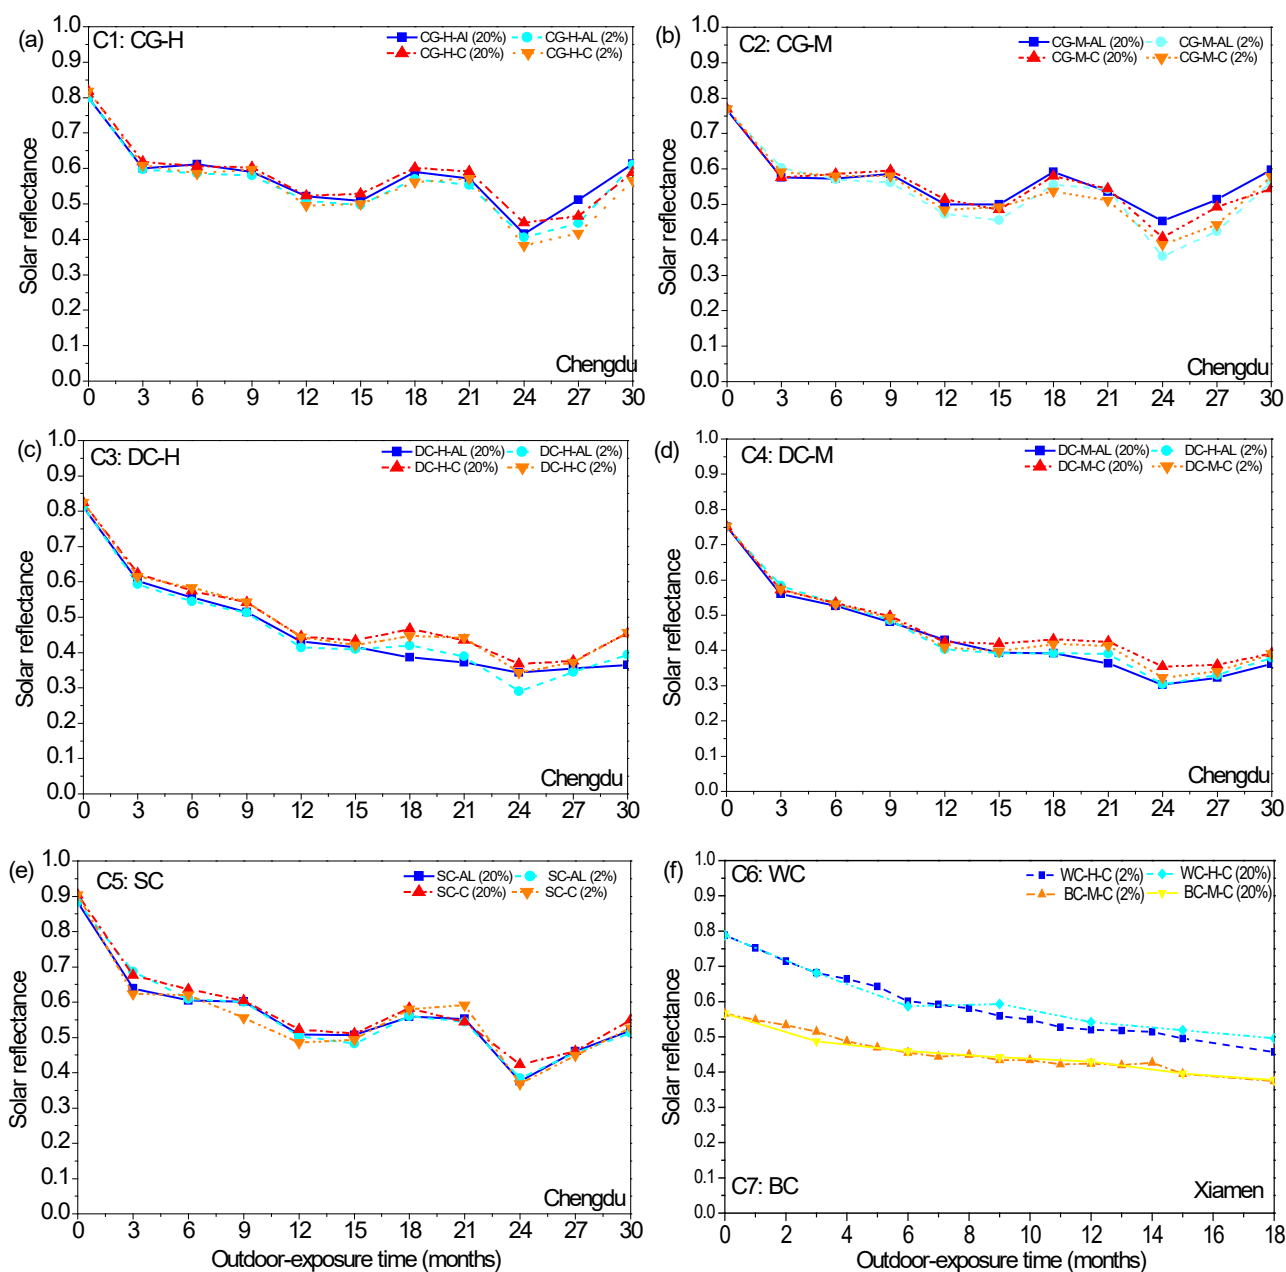 (a)
C1: CG-H
CG-H-Al (20%)
CG-H-AL (2%)
CG-H-C (20%)
CG-H-C (2%)
Solar reflectance
1.0
0.9
0.8
0.7
0.6
0.5
0.4
0.3
0.2
0.1
0.0
Chengdu
0 3 6 9 12 15 18 21 24 27 30
(b)
C2: CG-M
CG-M-AL (20%)
CG-M-AL (2%)
CG-M-C (20%)
CG-M-C (2%)
Solar reflectance
1.0
0.9
0.8
0.7
0.6
0.5
0.4
0.3
0.2
0.1
0.0
Chengdu
0 3 6 9 12 15 18 21 24 27 30
(c)
C3: DC-H
DC-H-AL (20%)
DC-H-AL (2%)
DC-H-C (20%)
DC-H-C (2%)
Solar reflectance
1.0
0.9
0.8
0.7
0.6
0.5
0.4
0.3
0.2
0.1
0.0
Chengdu
0 3 6 9 12 15 18 21 24 27 30
(d)
C4: DC-M
DC-M-AL (20%)
DC-H-AL (2%)
DC-M-C (20%)
DC-M-C (2%)
Solar reflectance
1.0
0.9
0.8
0.7
0.6
0.5
0.4
0.3
0.2
0.1
0.0
Chengdu
0 3 6 9 12 15 18 21 24 27 30
(e)
C5: SC
SC-AL (20%)
SC-AL (2%)
SC-C (20%)
SC-C (2%)
Solar reflectance
1.0
0.9
0.8
0.7
0.6
0.5
0.4
0.3
0.2
0.1
0.0
Chengdu
0 3 6 9 12 15 18 21 24 27 30
Outdoor-exposure time (months)
(f)
C6: WC
WC-H-C (2%)
WC-H-C (20%)
BC-M-C (2%)
BC-M-C (20%)
Solar reflectance
1.0
0.9
0.8
0.7
0.6
0.5
0.4
0.3
0.2
0.1
0.0
C7: BC
Xiamen
0 2 4 6 8 10 12 14 16 18
Outdoor-exposure time (months)